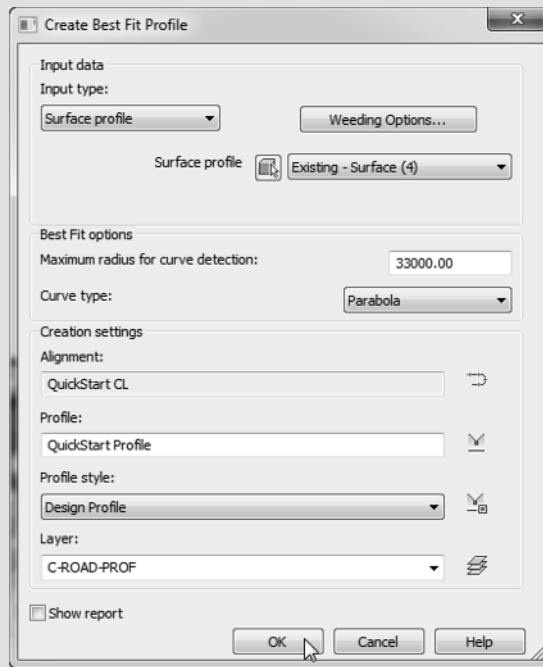 Create Best Fit Profile
Input data
Input type:
Surface profile
Weeding Options...
Surface profile
Existing - Surface (4)
Best Fit options
Maximum radius for curve detection:
33000.00
Curve type:
Parabola
Creation settings
Alignment:
QuickStart CL
Profile:
QuickStart Profile
Profile style:
Design Profile
Layer:
C-ROAD-PROF
Show report
OK
Cancel
Help